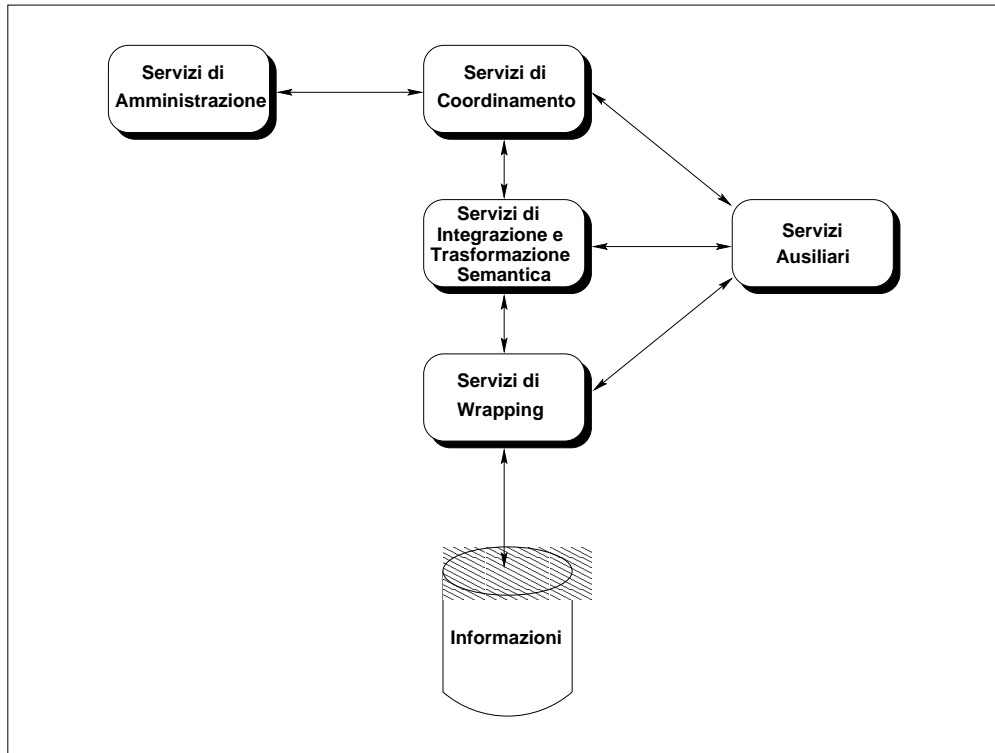 Servizi di
Amministrazione
Servizi di
Coordinamento
Servizi di
Integrazione e
Trasformazione
Semantica
Servizi
Ausiliari
Servizi di
Wrapping
Informazioni